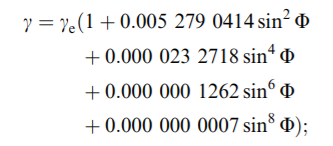 γ = γₑ(1 + 0.005 279 0414 sin² Φ
+ 0.000 023 2718 sin⁴ Φ
+ 0.000 000 1262 sin⁶ Φ
+ 0.000 000 0007 sin⁸ Φ);